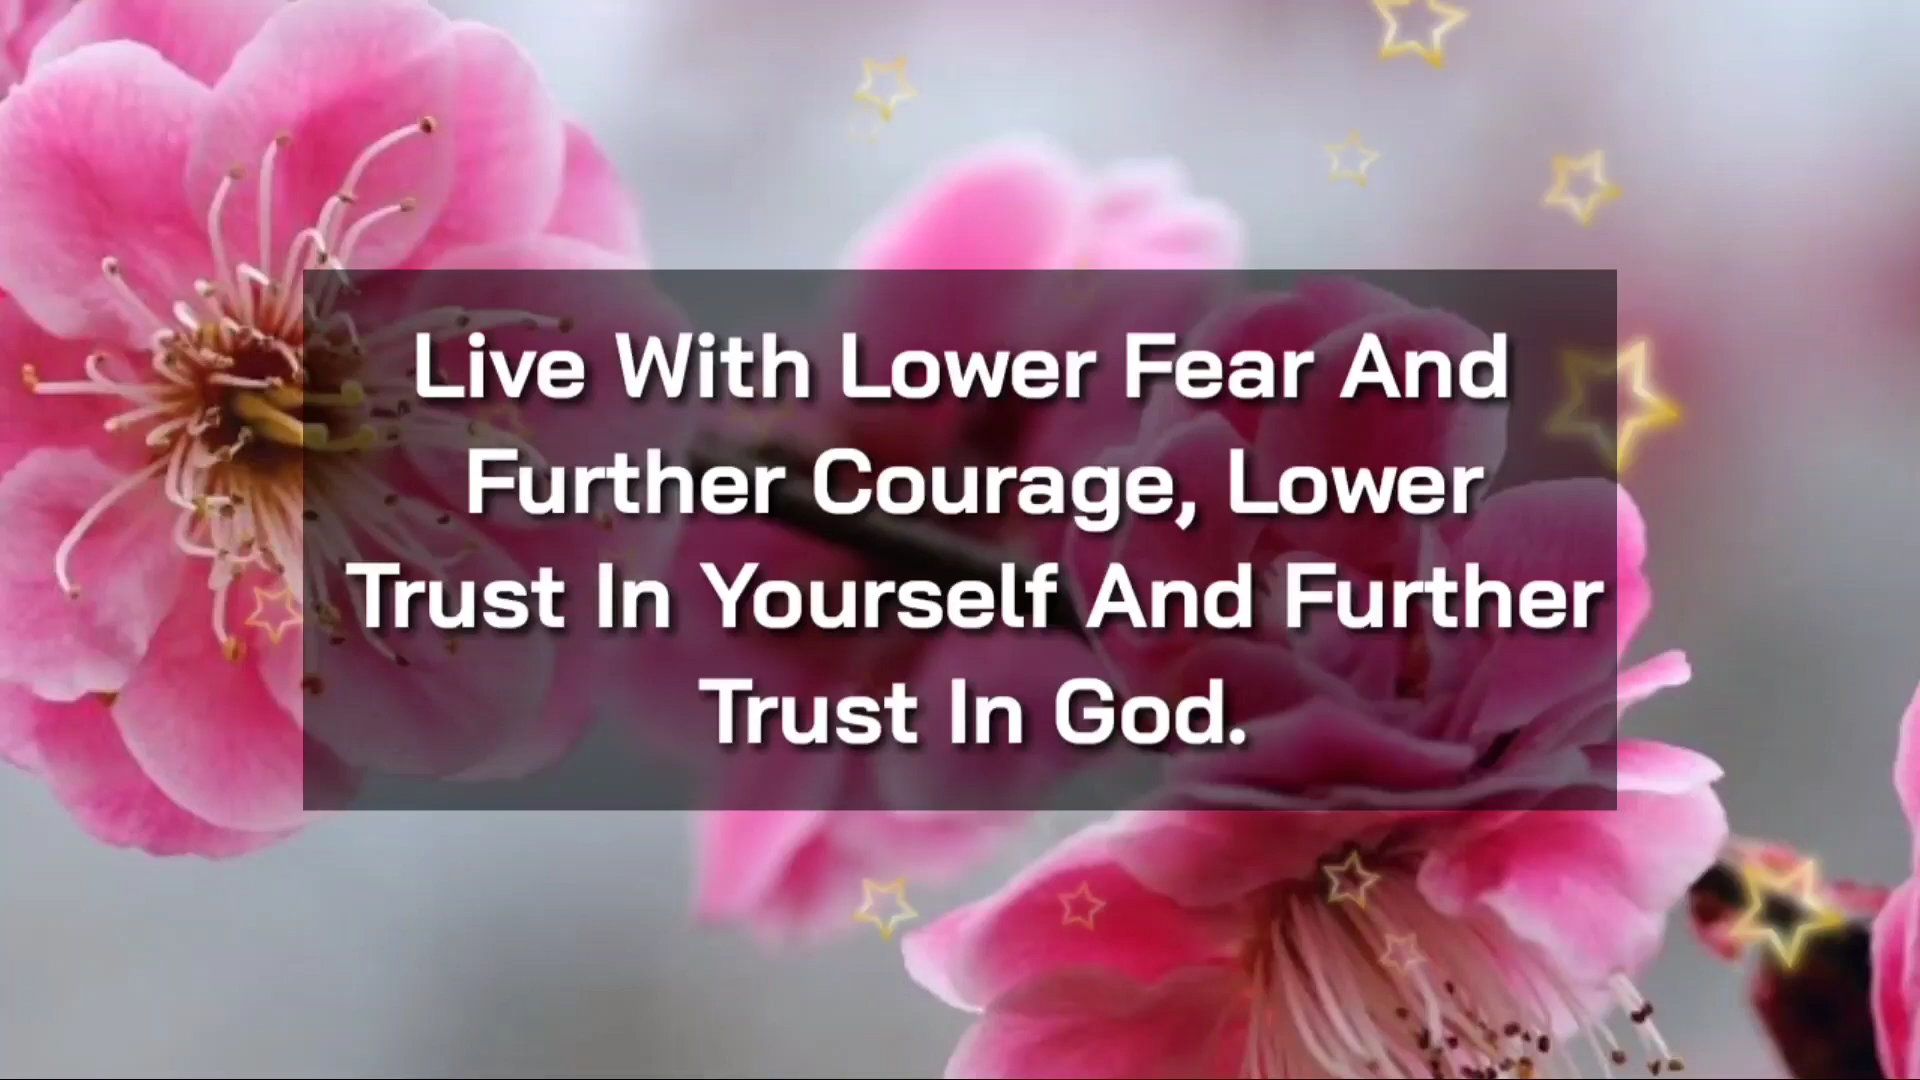 Live With Lower Fear And
Further Courage, Lower
Trust In Yourself And Further
Trust In God.